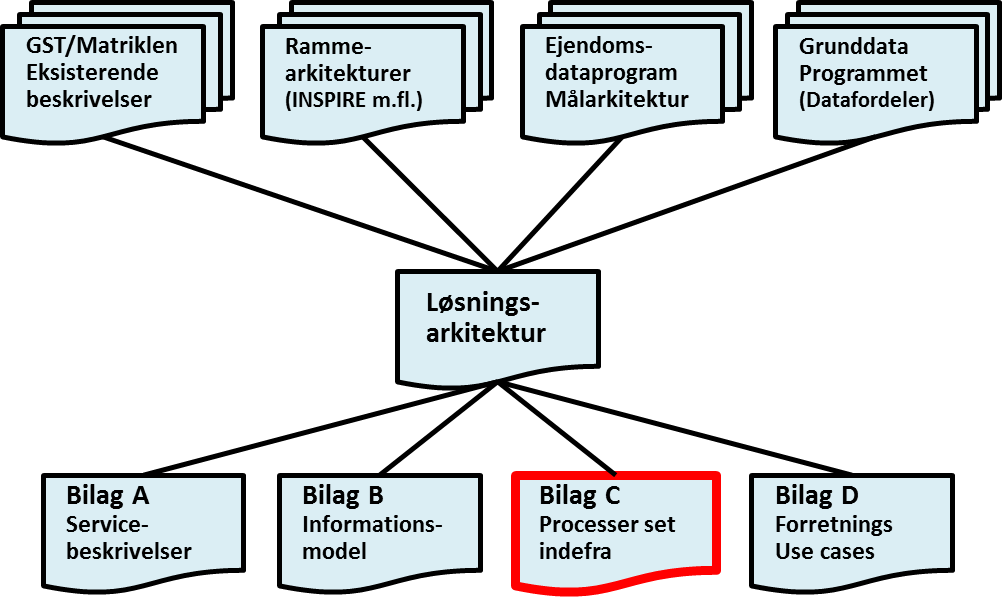 GST/Matriklen
Eksisterende
beskrivelser
Ramme-
arkitekturer
(INSPIRE m.fl.)
Ejendoms-
dataprogram
Målarkitektur
Grunddata
Programmet
(Datafordeler)
Løsnings-
arkitektur
Bilag A
Service-
beskrivelser
Bilag B
Informations-
model
Bilag C
Processer set
indefra
Bilag D
Forretnings
Use cases